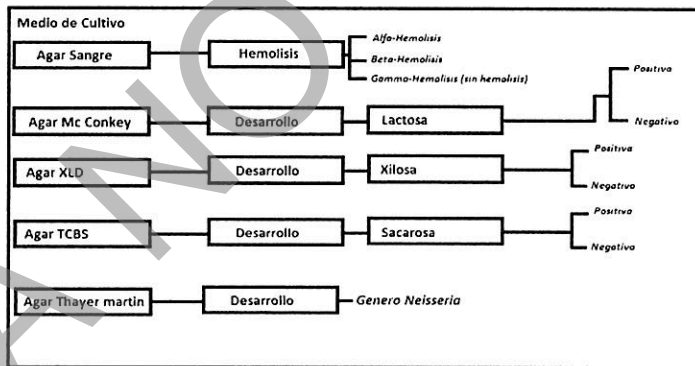 Medio de Cultivo
Agar Sangre Hemolisis Alfa-Hemolisis
Beta-Hemolisis
Gamma-Hemolisis (sin hemolisis)
Agar Mc Conkey Desarrollo Lactosa Positiva
Negativo
Agar XLD Desarrollo Xilosa Positiva
Negativo
Agar TCBS Desarrollo Sacarosa Positiva
Negativo
Agar Thayer martin Desarrollo Genero Neisseria